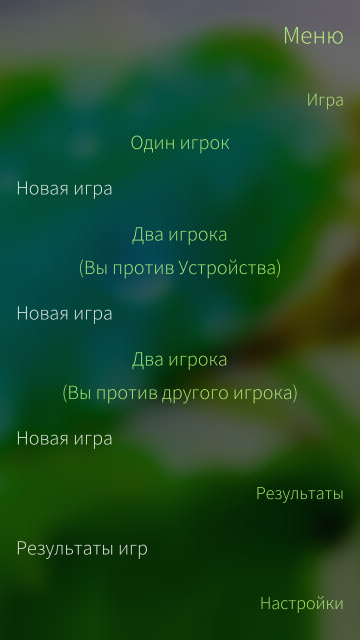 Меню
Игра
Один игрок
Новая игра
Два игрока
(Вы против Устройства)
Новая игра
Два игрока
(Вы против другого игрока)
Новая игра
Результаты
Результаты игр
Настройки